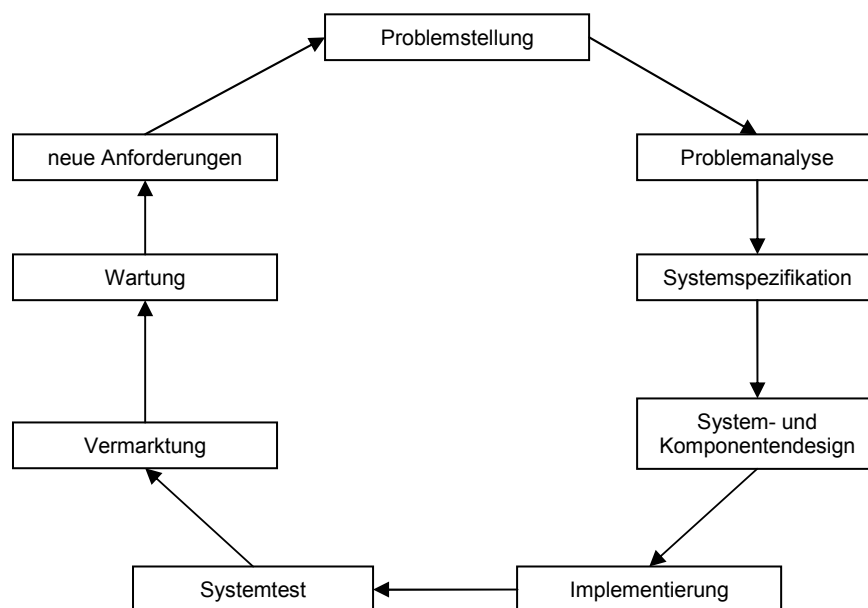 Problemstellung
neue Anforderungen
Problemanalyse
Wartung
Systemspezifikation
Vermarktung
System- und
Komponentendesign
Systemtest
Implementierung